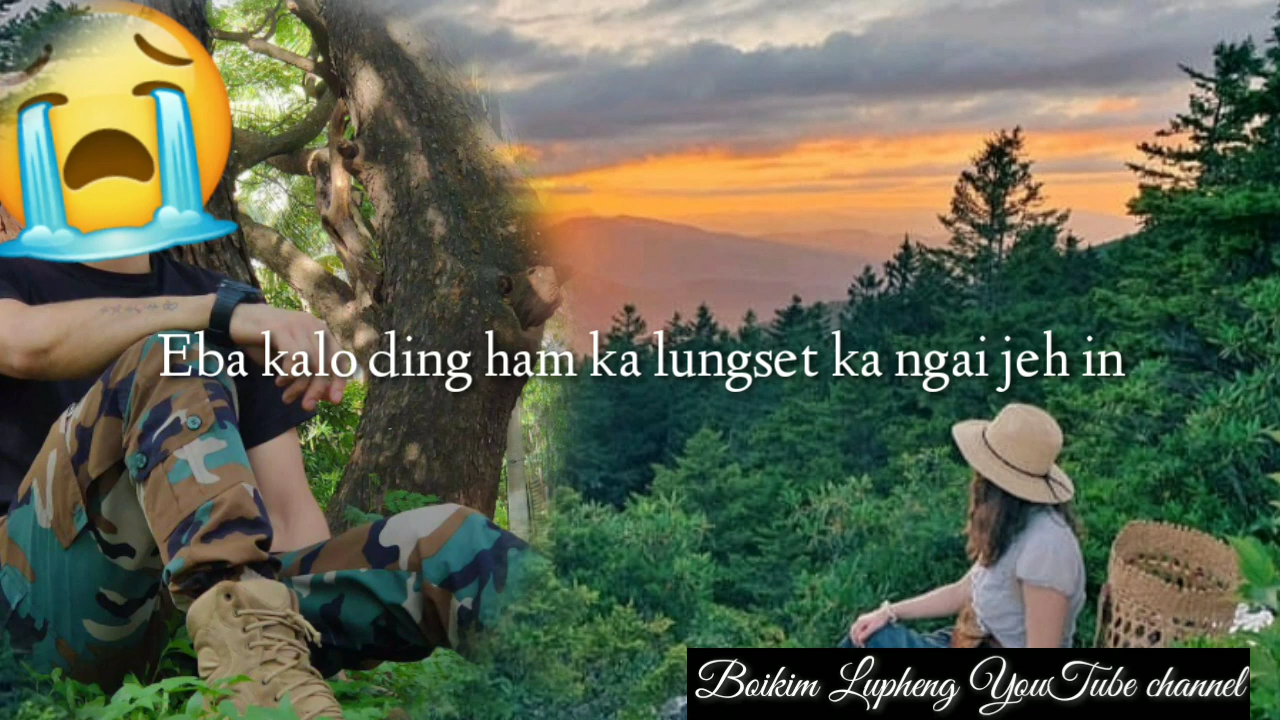 Eba kalo ding ham ka lungset ka ngai jeh in
Boikim Lupheng YouTube channel